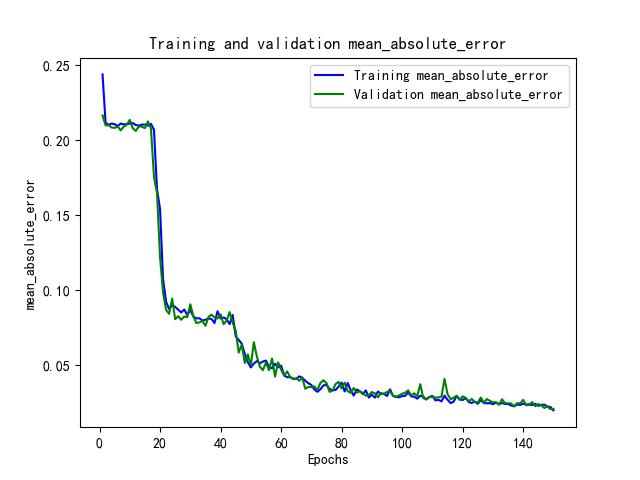 Training and validation mean_absolute_error
Training mean_absolute_error
Validation mean_absolute_error
mean_absolute_error
0.25
0.20
0.15
0.10
0.05
0 20 40 60 80 100 120 140
Epochs